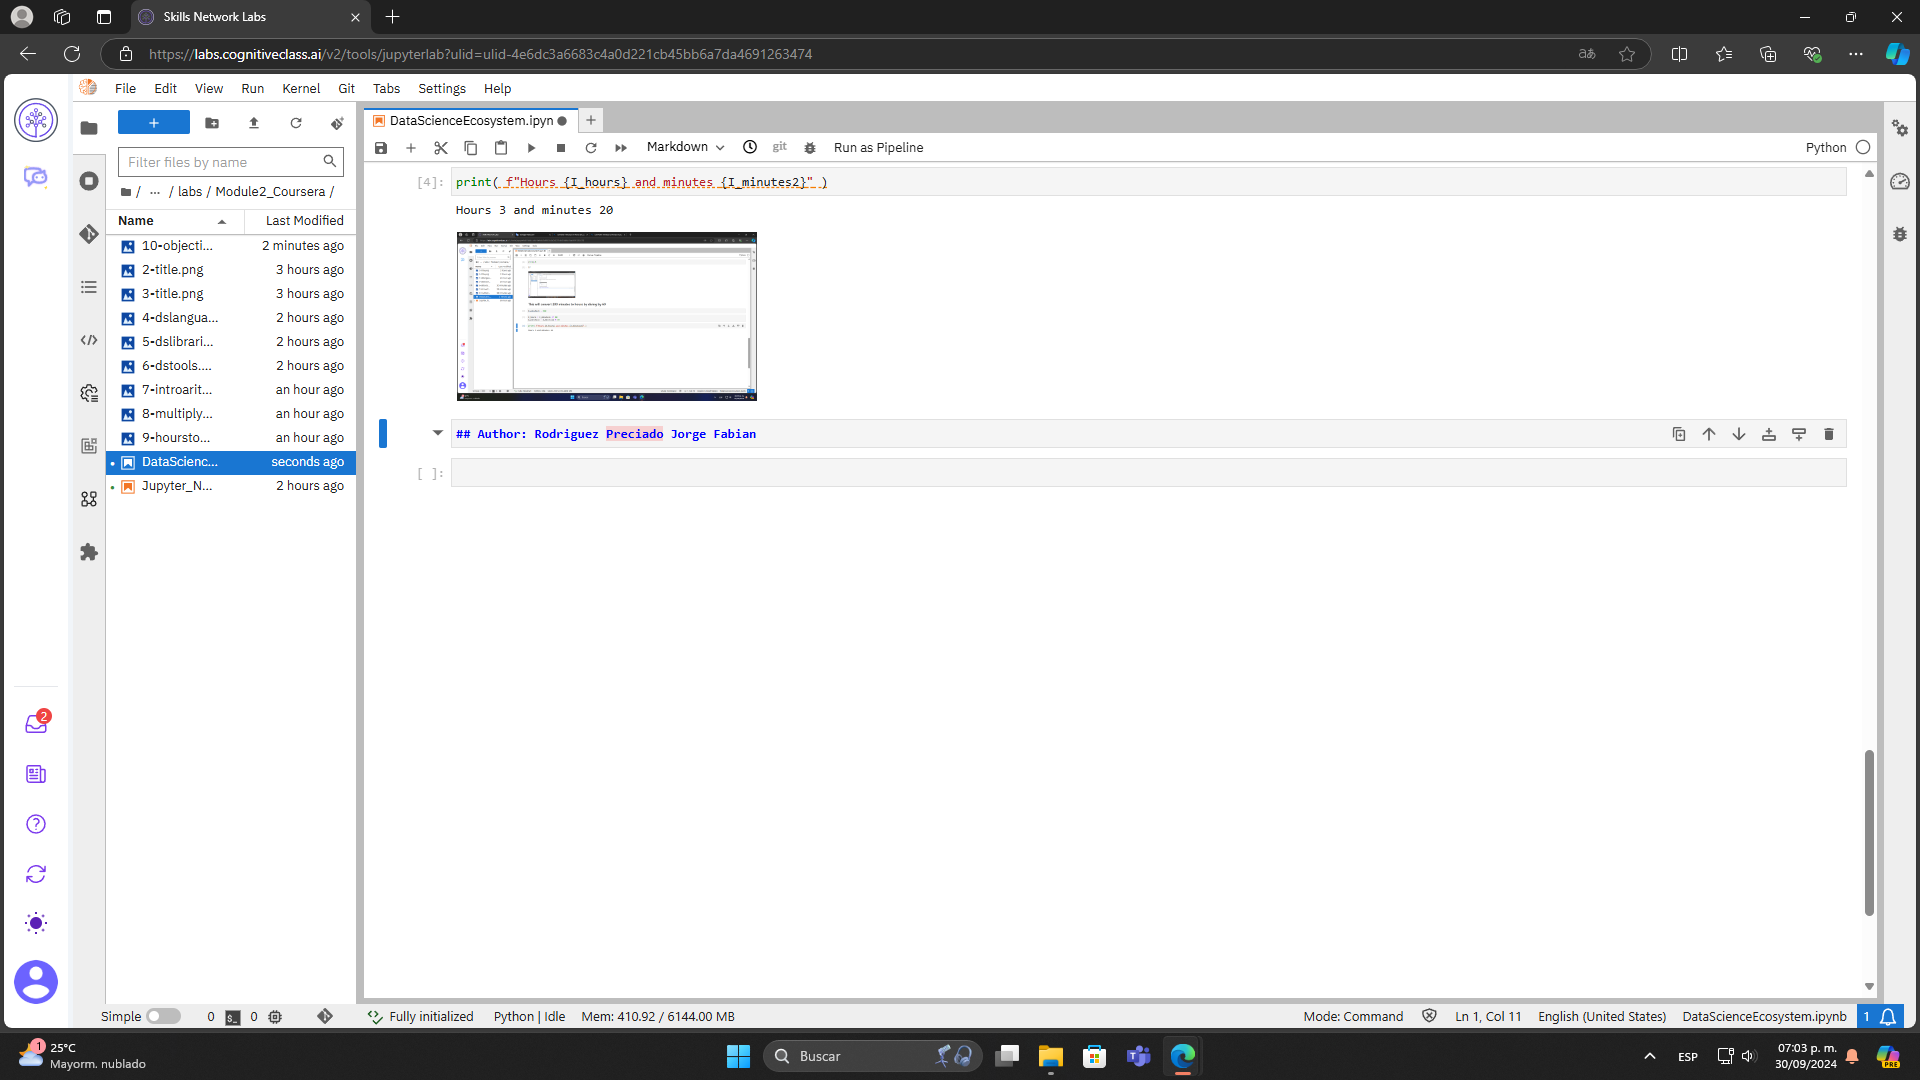 Skills Network Labs
https://labs.cognitiveclass.ai/v2/tools/jupyterlab?ulid=ulid-4e6dc3a6683c4a0d221cb45bb6a7da4691263474
File Edit View Run Kernel Git Tabs Settings Help
DataScienceEcosystem.ipyn
Markdown
git
Run as Pipeline
Python
Filter files by name
/ ··· / labs / Module2_Coursera /
Name Last Modified
10-objecti... 2 minutes ago
2-title.png 3 hours ago
3-title.png 3 hours ago
4-dslangua... 2 hours ago
5-dslibrari... 2 hours ago
6-dstools.... 2 hours ago
7-introarit... an hour ago
8-multiply... an hour ago
9-hoursto... an hour ago
DataScienc... seconds ago
Jupyter_N... 2 hours ago
[4]: print( f"Hours {I_hours} and minutes {I_minutes2}" )
Hours 3 and minutes 20
## Author: Rodriguez Preciado Jorge Fabian
[ ]:
2
Simple 0 0 Fully initialized Python | Idle Mem: 410.92 / 6144.00 MB
Mode: Command Ln 1, Col 11 English (United States) DataScienceEcosystem.ipynb 1
1
25°C
Mayorm. nublado
Buscar
ESP
07:03 p. m.
30/09/2024
PRE